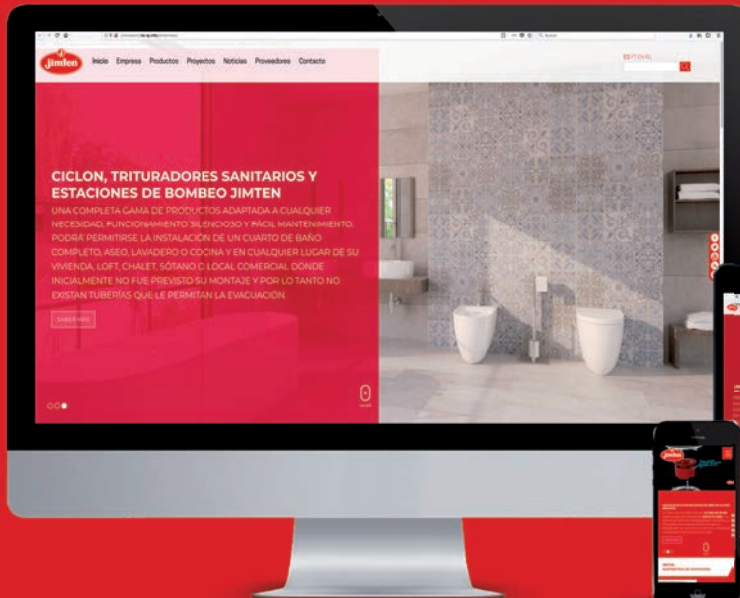 Buscar
Jimten
Inicio Empresa Productos Proyectos Noticias Proveedores Contacto
CICLON, TRITURADORES SANITARIOS Y
ESTACIONES DE BOMBEO JIMTEN
UNA COMPLETA GAMA DE PRODUCTOS ADAPTADA A CUALQUIER
NECESIDAD, FUNCIONAMIENTO SILENCIOSO Y FÁCIL MANTENIMIENTO.
PODRÁ PERMITIRSE LA INSTALACIÓN DE UN CUARTO DE BAÑO
COMPLETO, ASEO, LAVADERO O COCINA Y EN CUALQUIER LUGAR DE SU
VIVIENDA, LOFT, CHALET, SÓTANO O LOCAL COMERCIAL DONDE
INICIALMENTE NO FUE PREVISTO SU MONTAJE Y POR LO TANTO NO
EXISTAN TUBERÍAS QUE LE PERMITAN LA EVACUACIÓN.
SABER MÁS
Jimten